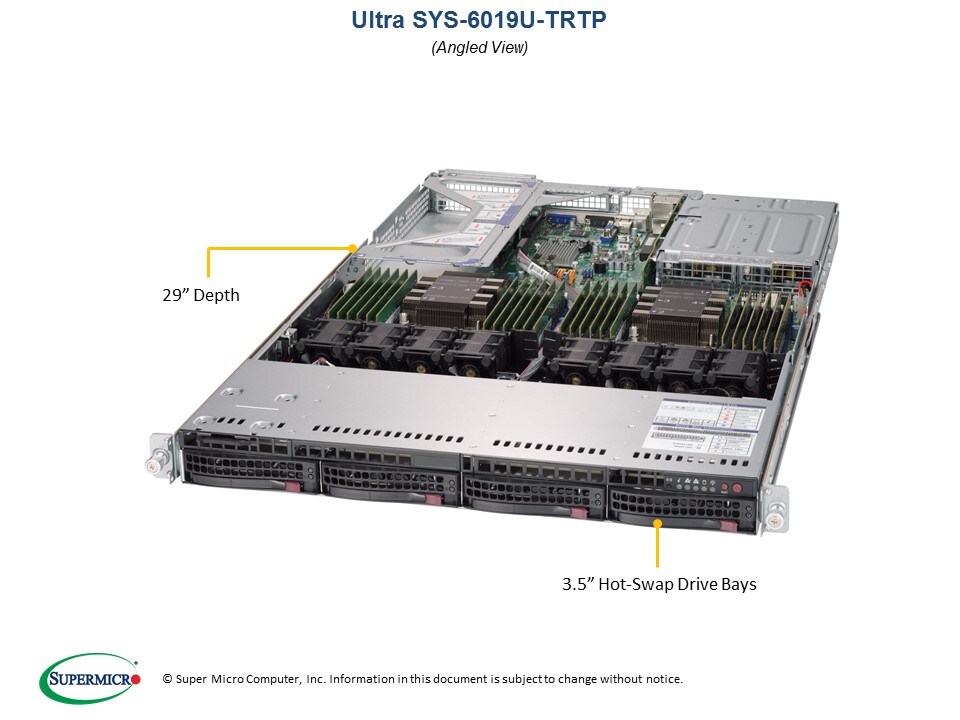 Ultra SYS-6019U-TRTP
(Angled View)
29” Depth
3.5” Hot-Swap Drive Bays
SUPERMICRO
© Super Micro Computer, Inc. Information in this document is subject to change without notice.